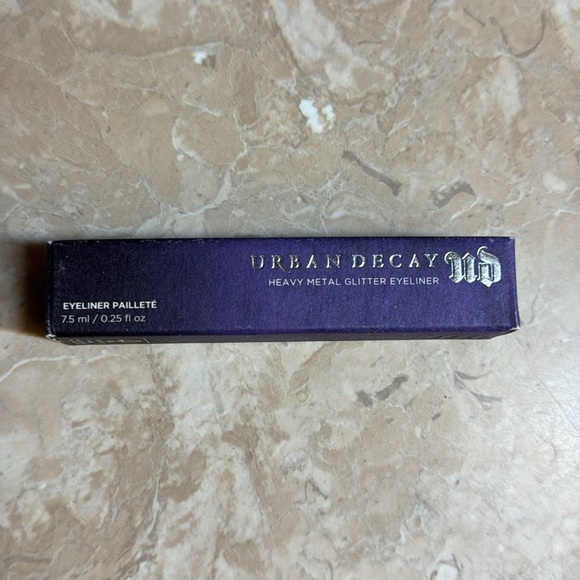 URBAN DECAY UD
HEAVY METAL GLITTER EYELINER
EYELINER PAILLETÉ
7.5 ml / 0.25 fl oz